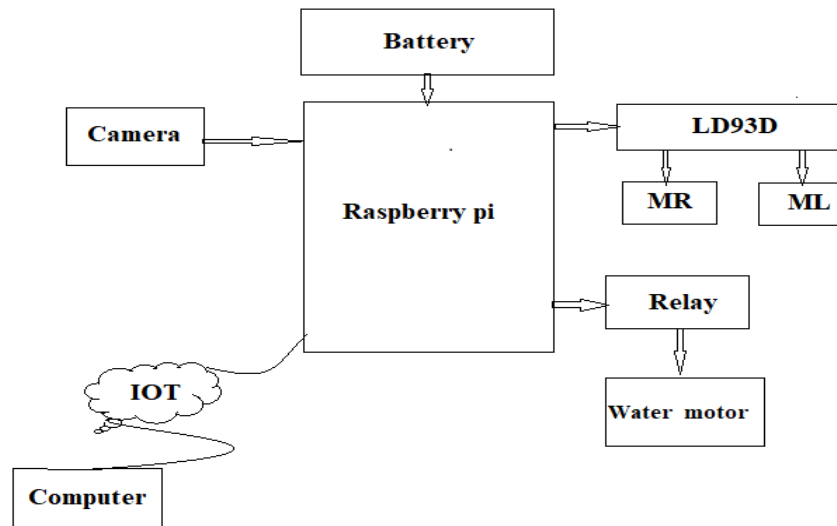 Battery
Camera
LD93D
MR
ML
Raspberry pi
Relay
IOT
Water motor
Computer